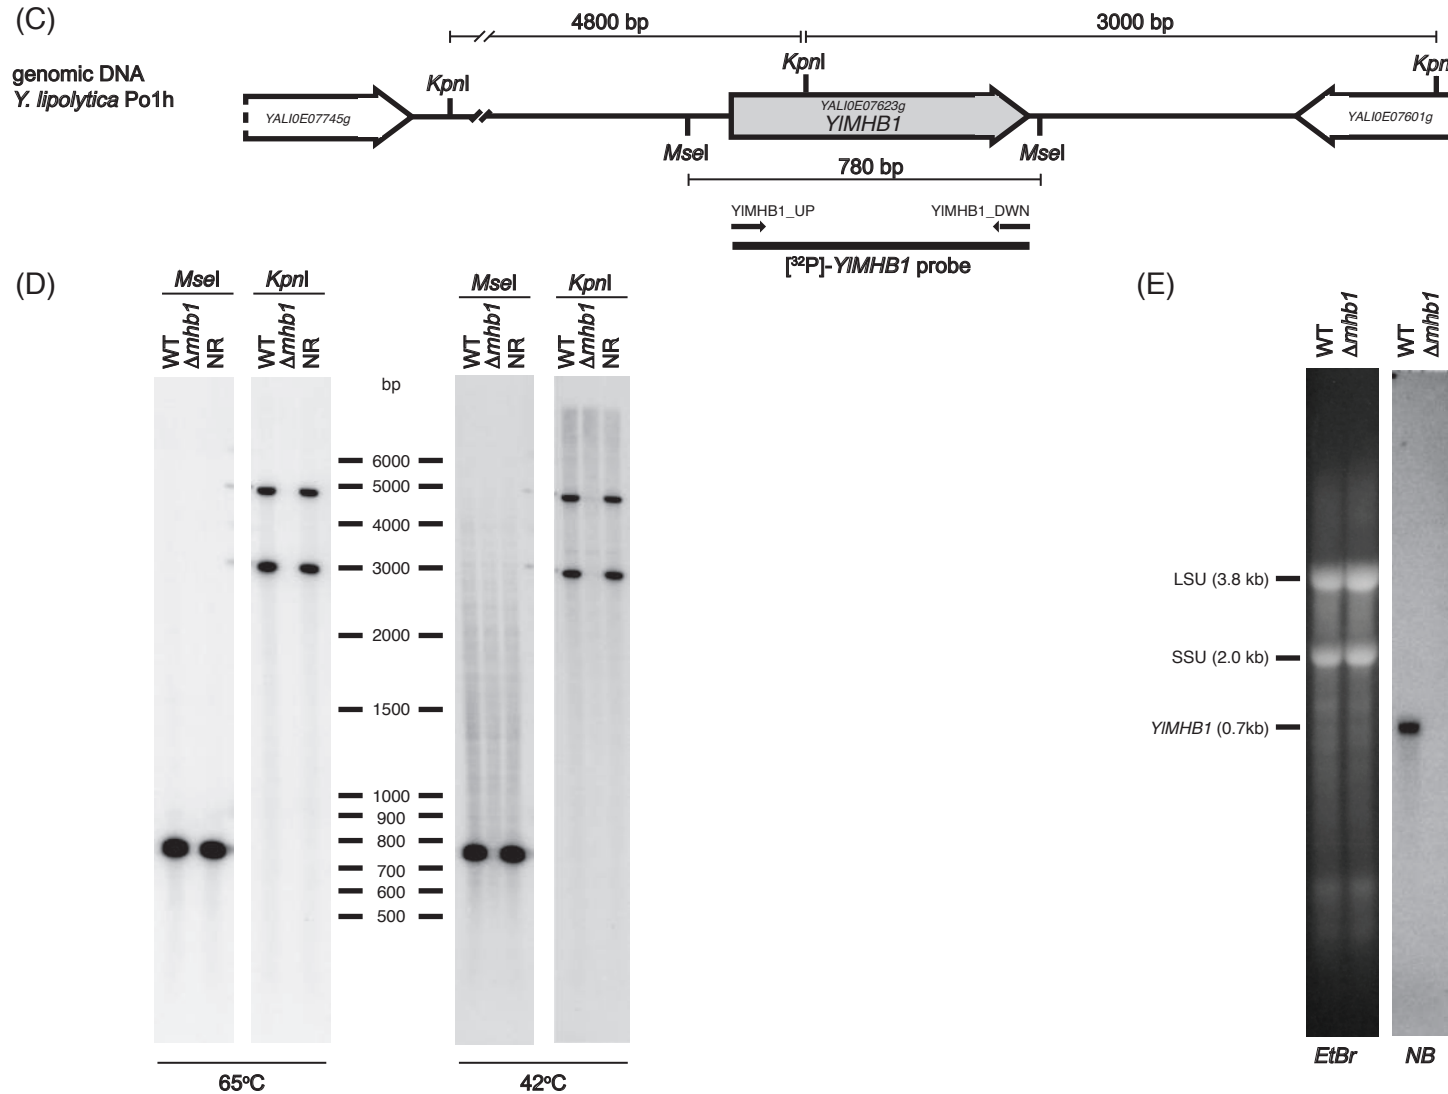 (C)
4800 bp
3000 bp
genomic DNA
Y. lipolytica Po1h
KpnI
KpnI
Kpn
YALI0E07745g
YALI0E07623g
YlMHB1
YALI0E07601g
MseI
MseI
780 bp
YlMHB1_UP
YlMHB1_DWN
[32P]-YlMHB1 probe
(D)
MseI
KpnI
MseI
KpnI
WT
Δmhb1
NR
WT
Δmhb1
NR
WT
Δmhb1
NR
WT
Δmhb1
NR
bp
6000
5000
4000
3000
2000
1500
1000
900
800
700
600
500
65ºC
42ºC
(E)
WT
Δmhb1
WT
Δmhb1
LSU (3.8 kb)
SSU (2.0 kb)
YlMHB1 (0.7kb)
EtBr
NB